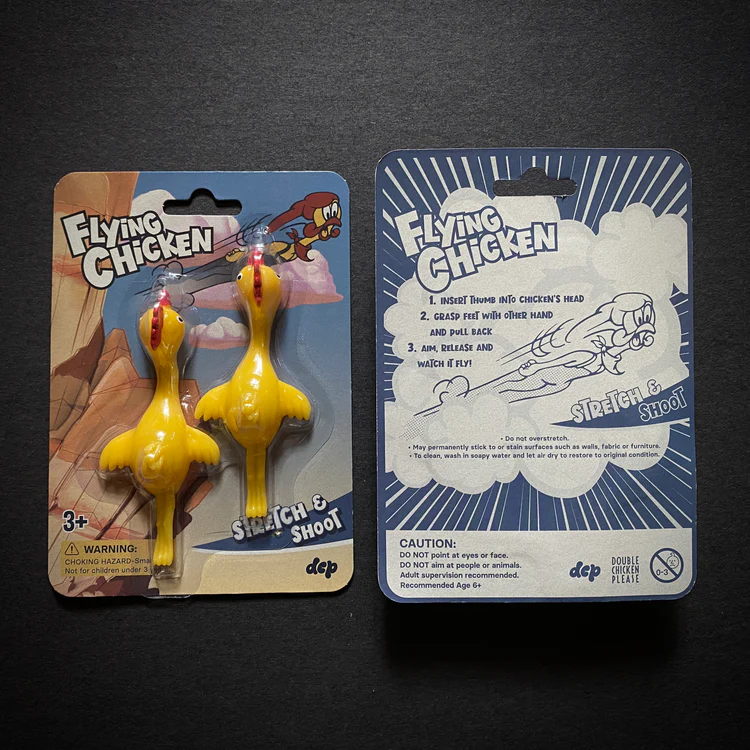 FLYING
CHICKEN
STRETCH &
SHOOT
3+
WARNING:
CHOKING HAZARD-Small
Not for children under 3
dcp
FLYING
CHICKEN
1. INSERT THUMB INTO CHICKEN'S HEAD
2. GRASP FEET WITH OTHER HAND
AND PULL BACK
3. AIM, RELEASE AND
WATCH IT FLY!
STRETCH &
SHOOT
• Do not overstretch.
• May permanently stick to or stain surfaces such as walls, fabric or furniture.
• To clean, wash in soapy water and let air dry to restore to original condition.
CAUTION:
DO NOT point at eyes or face.
DO NOT aim at people or animals.
Adult supervision recommended.
Recommended Age 6+
dcp
DOUBLE
CHICKEN
PLEASE
0-3